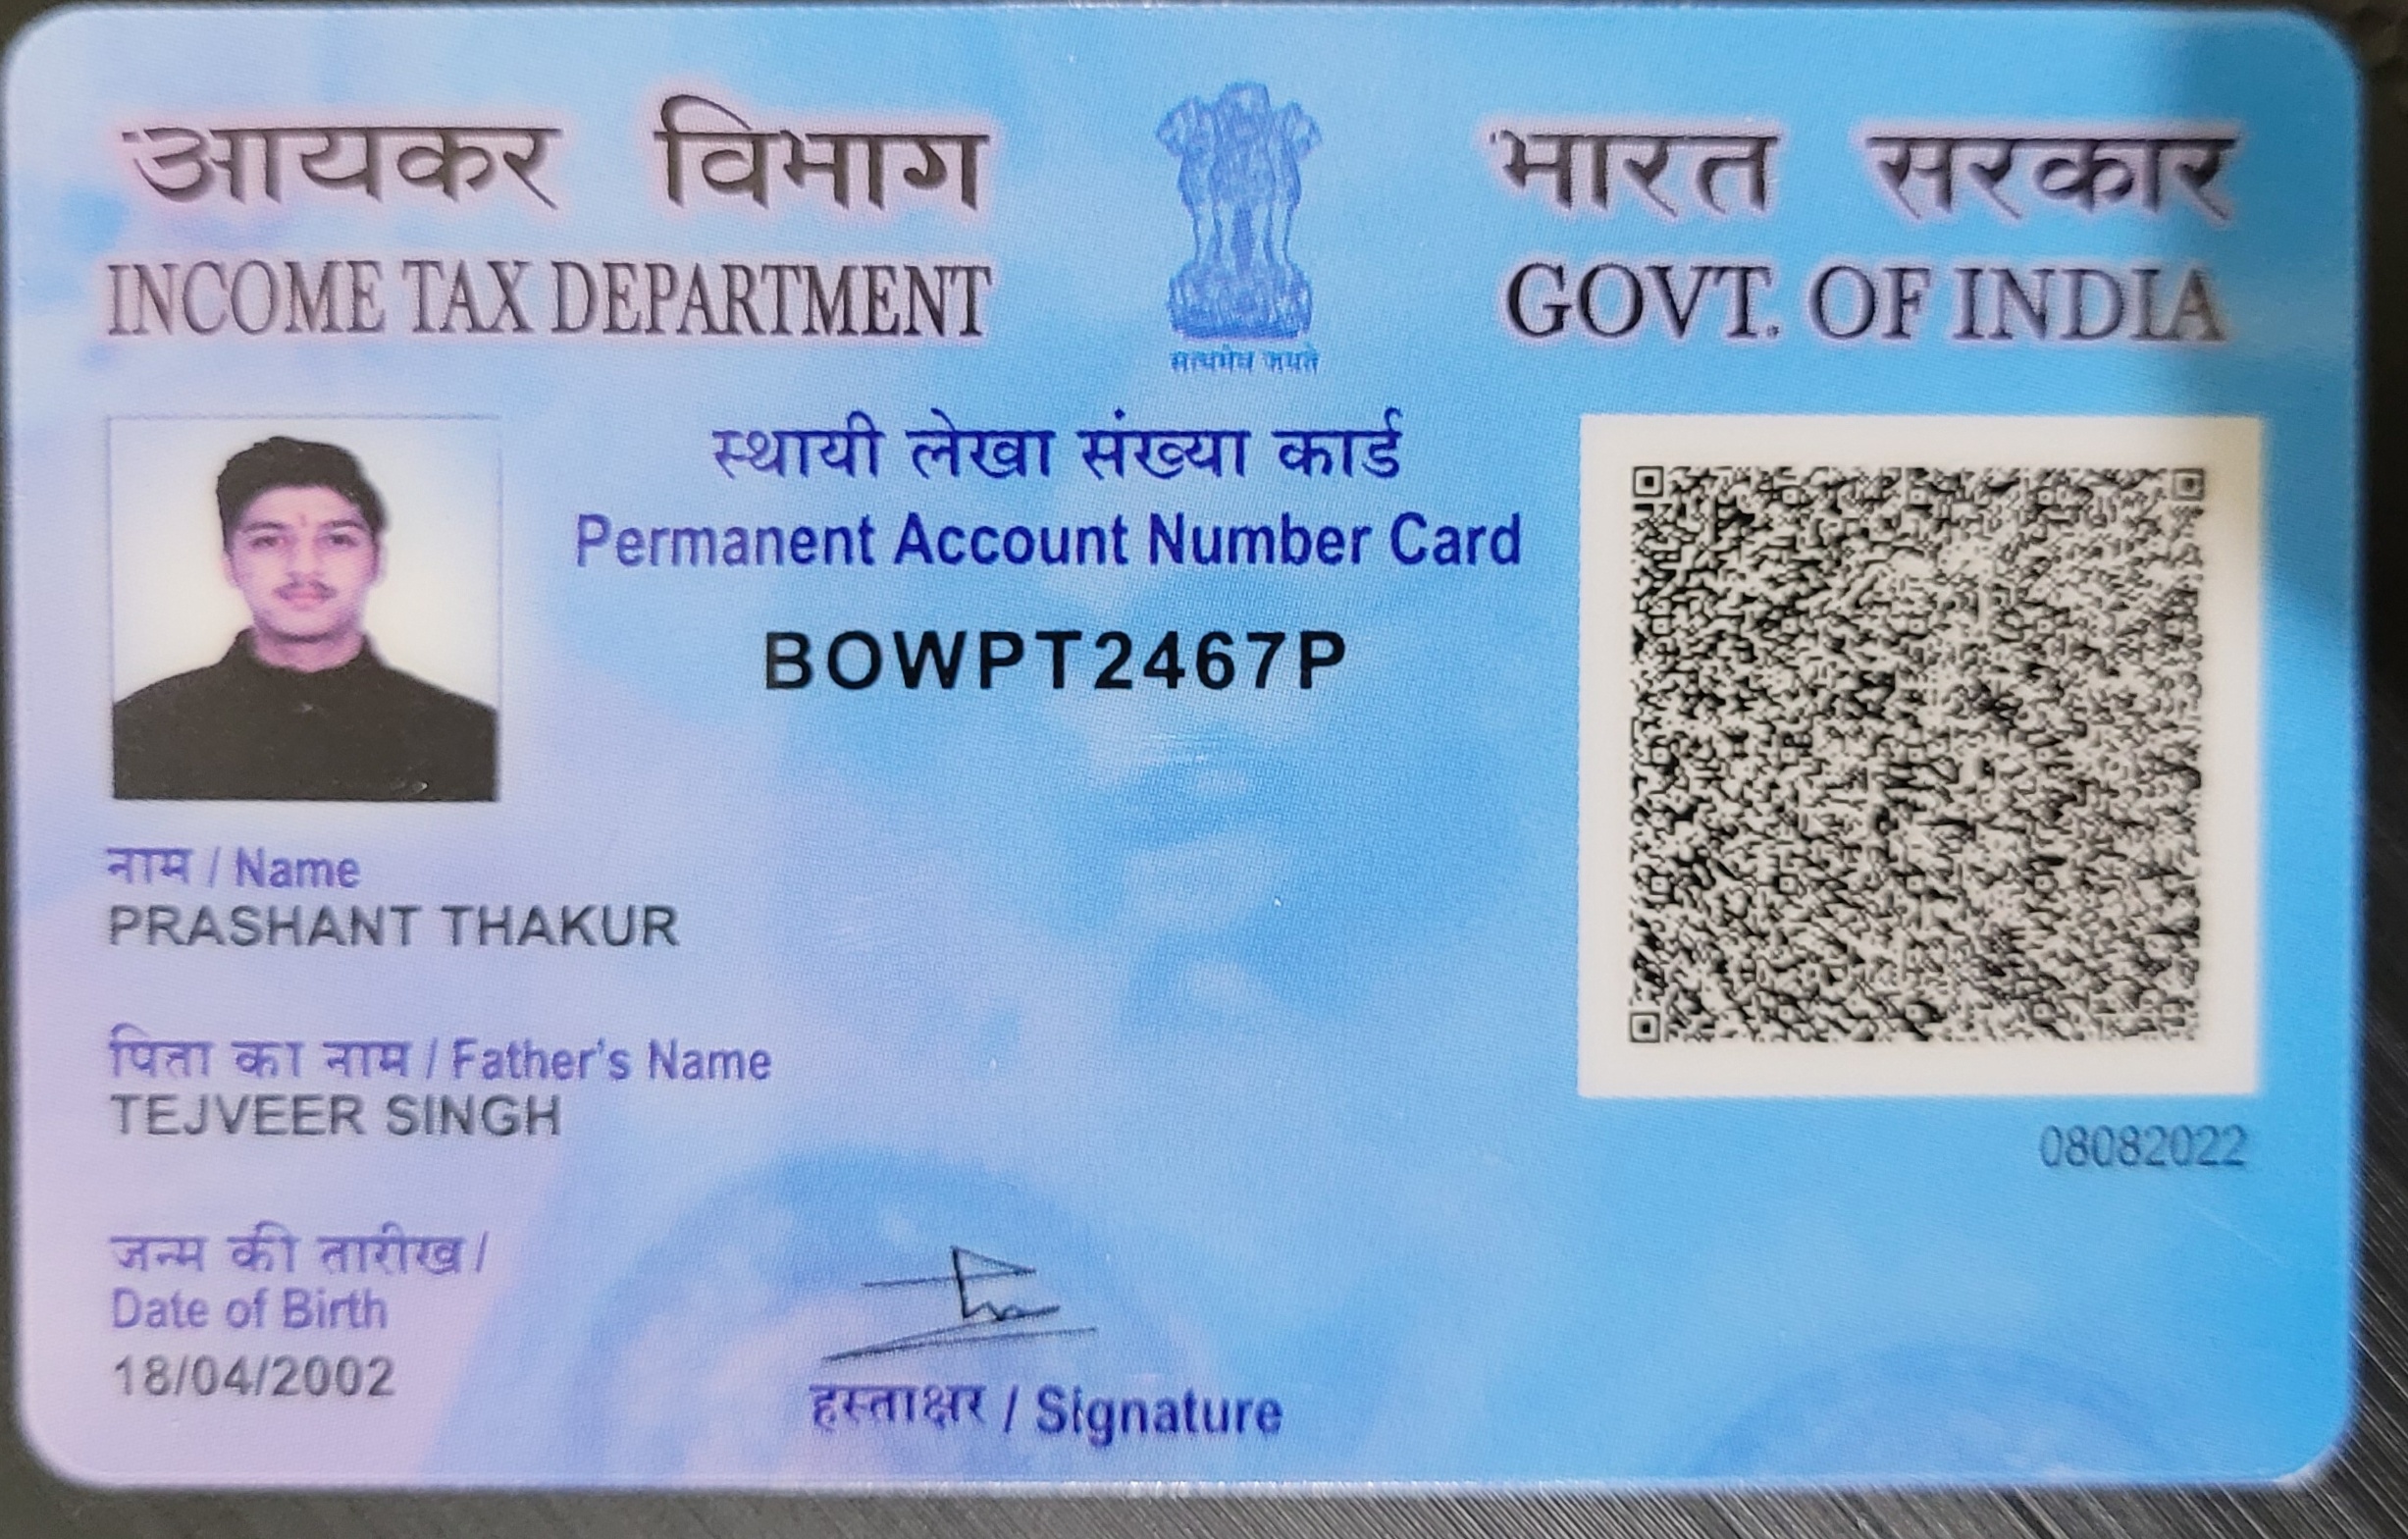 आयकर विभाग
INCOME TAX DEPARTMENT
सत्यमेव जयते
भारत सरकार
GOVT. OF INDIA
स्थायी लेखा संख्या कार्ड
Permanent Account Number Card
BOWPT2467P
नाम / Name
PRASHANT THAKUR
पिता का नाम / Father's Name
TEJVEER SINGH
08082022
जन्म की तारीख /
Date of Birth
18/04/2002
हस्ताक्षर / Signature